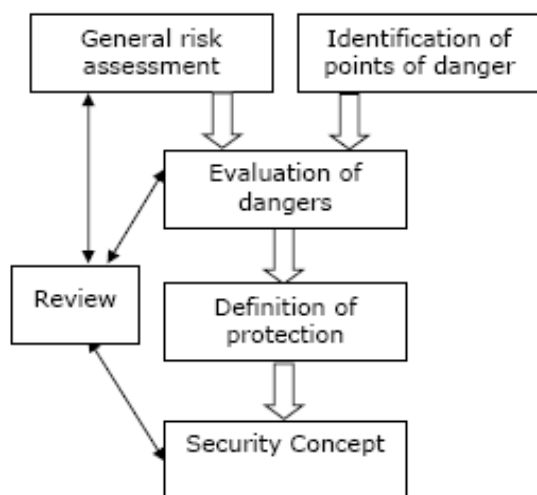 General risk
assessment
Identification of
points of danger
Evaluation of
dangers
Review
Definition of
protection
Security Concept